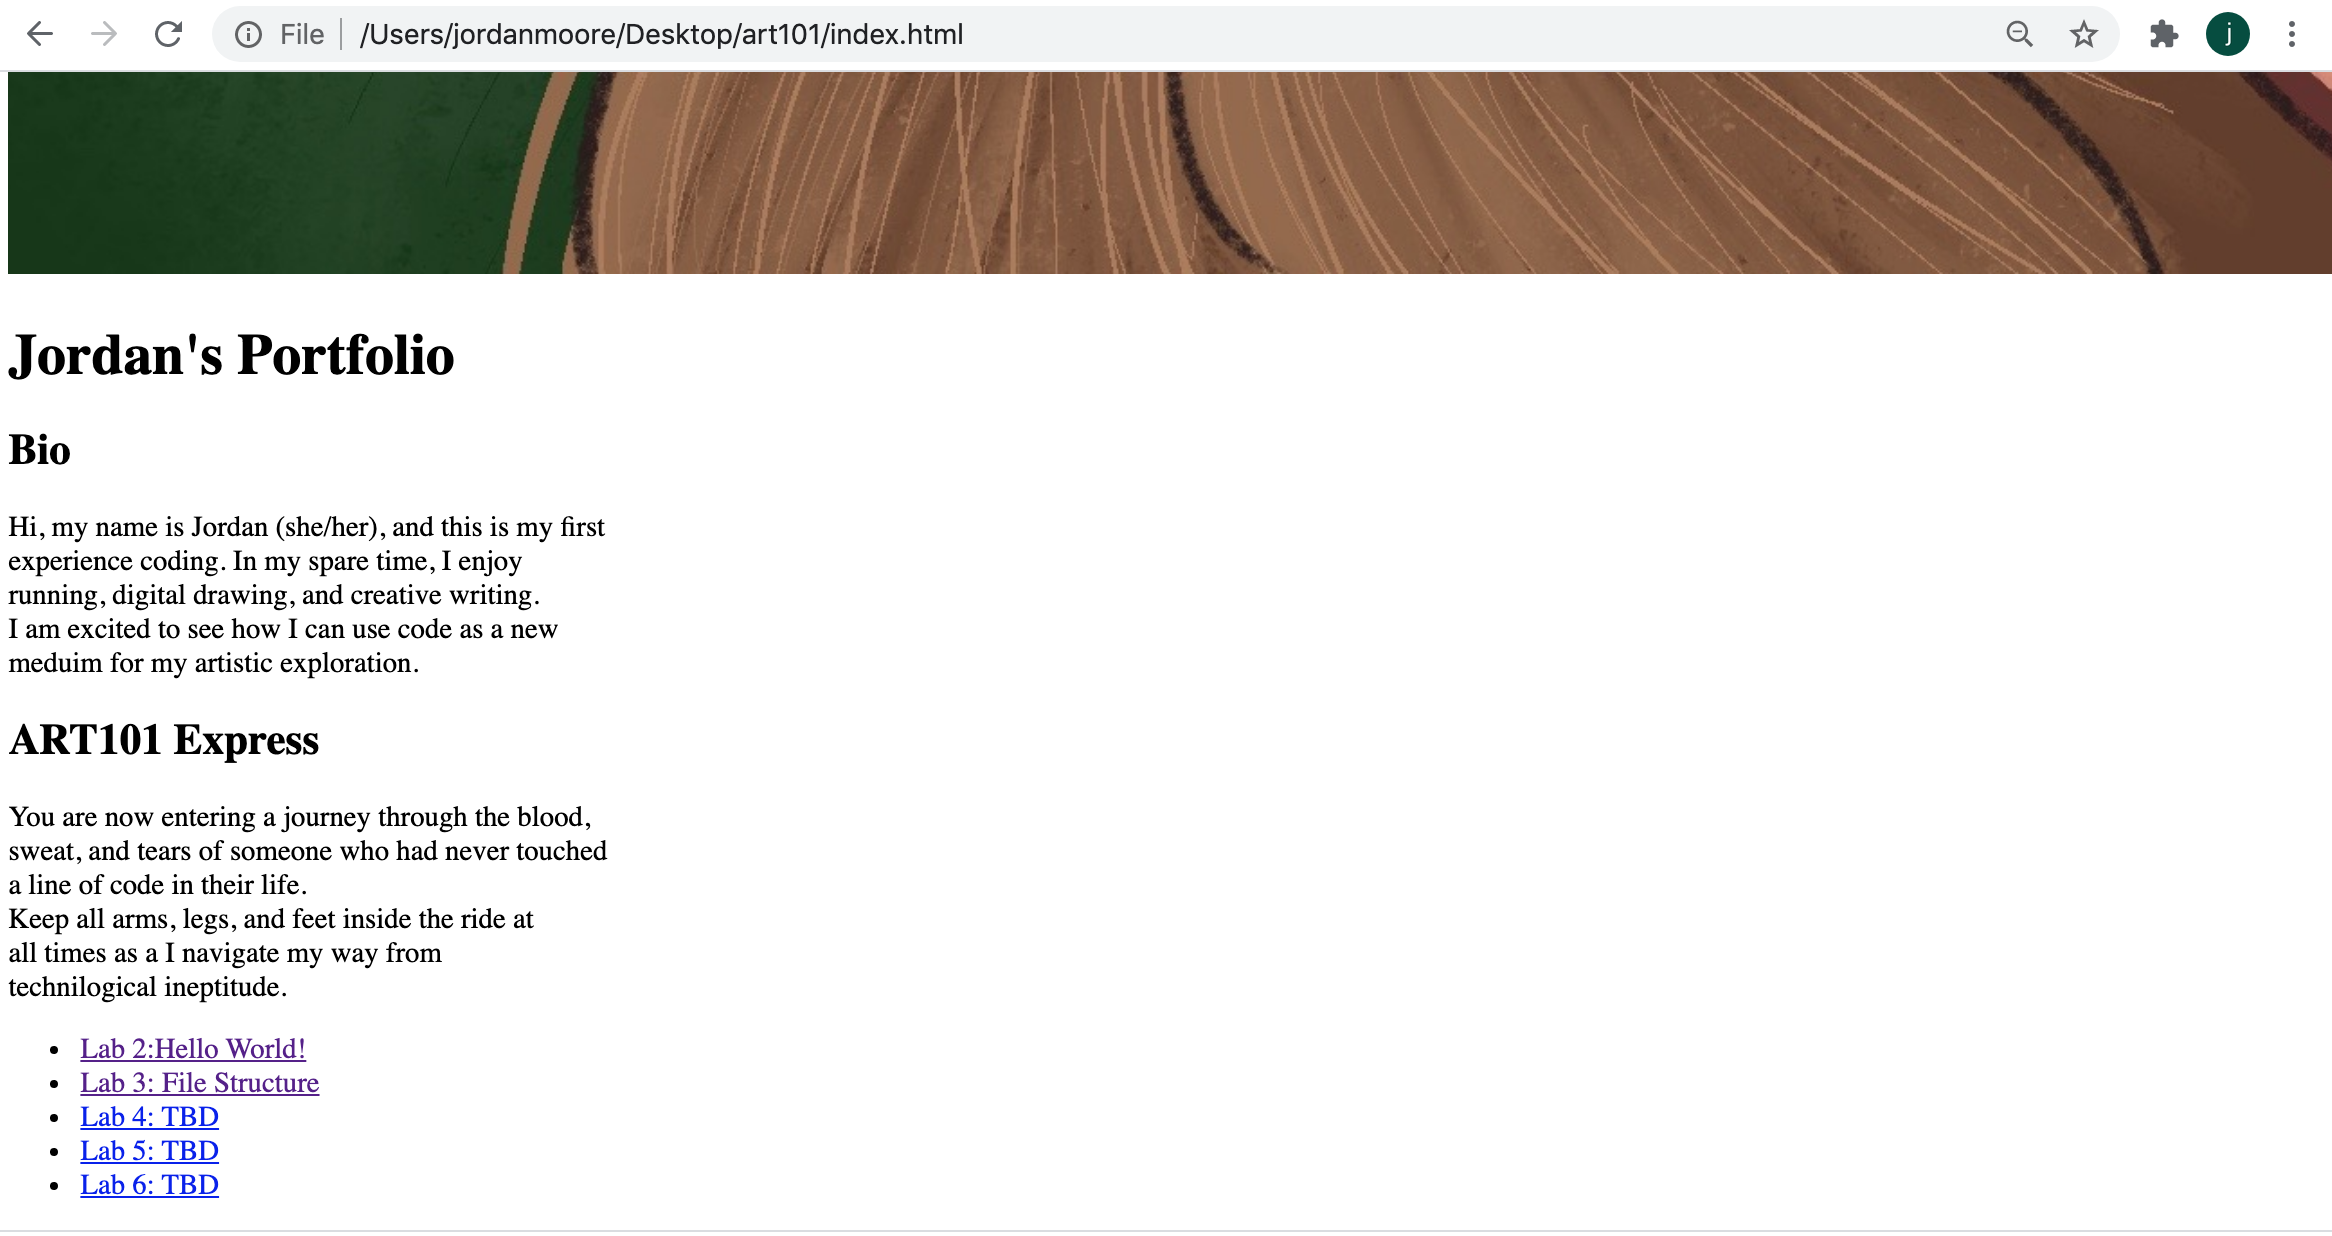 File /Users/jordanmoore/Desktop/art101/index.html j
Jordan's Portfolio
Bio
Hi, my name is Jordan (she/her), and this is my first
experience coding. In my spare time, I enjoy
running, digital drawing, and creative writing.
I am excited to see how I can use code as a new
meduim for my artistic exploration.
ART101 Express
You are now entering a journey through the blood,
sweat, and tears of someone who had never touched
a line of code in their life.
Keep all arms, legs, and feet inside the ride at
all times as a I navigate my way from
technilogical ineptitude.
Lab 2:Hello World!
Lab 3: File Structure
Lab 4: TBD
Lab 5: TBD
Lab 6: TBD